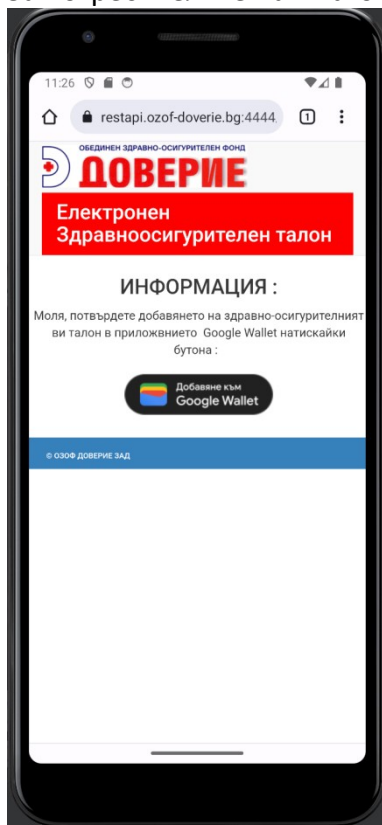 11:26
restapi.ozof-doverie.bg:4444
1
ОБЕДИНЕН ЗДРАВНО-ОСИГУРИТЕЛЕН ФОНД
ДОВЕРИЕ
Електронен
Здравноосигурителен талон
ИНФОРМАЦИЯ :
Моля, потвърдете добавянето на здравно-осигурителният
ви талон в приложвнието Google Wallet натискайки
бутона :
Добавяне към
Google Wallet
© ОЗОФ ДОВЕРИЕ ЗАД